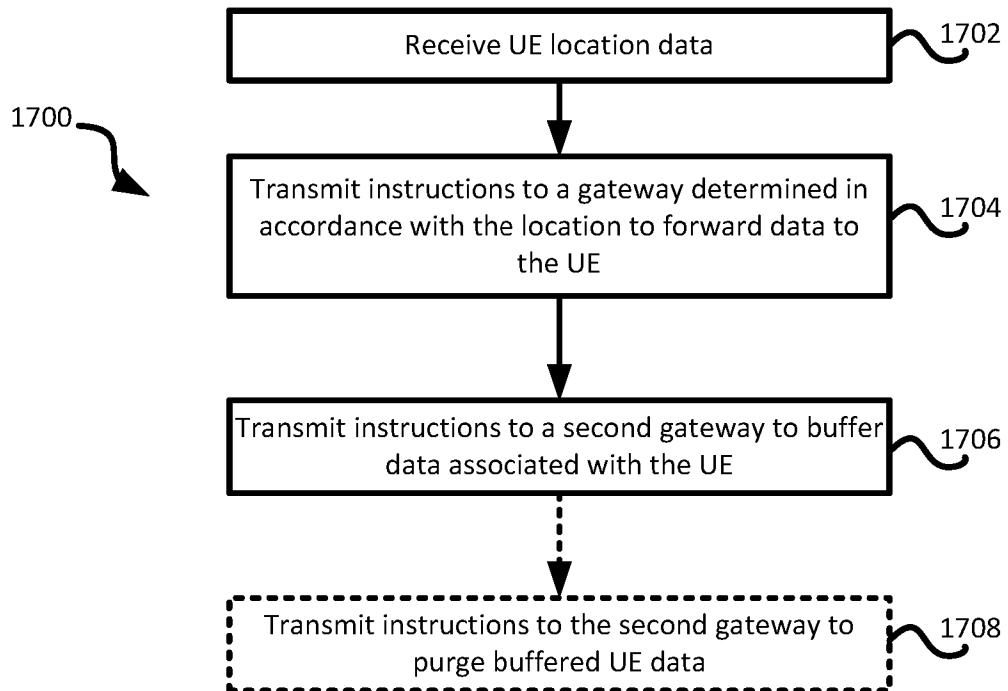 Receive UE location data
1702
1700
Transmit instructions to a gateway determined in
accordance with the location to forward data to
the UE
1704
Transmit instructions to a second gateway to buffer
data associated with the UE
1706
Transmit instructions to the second gateway to
purge buffered UE data
1708